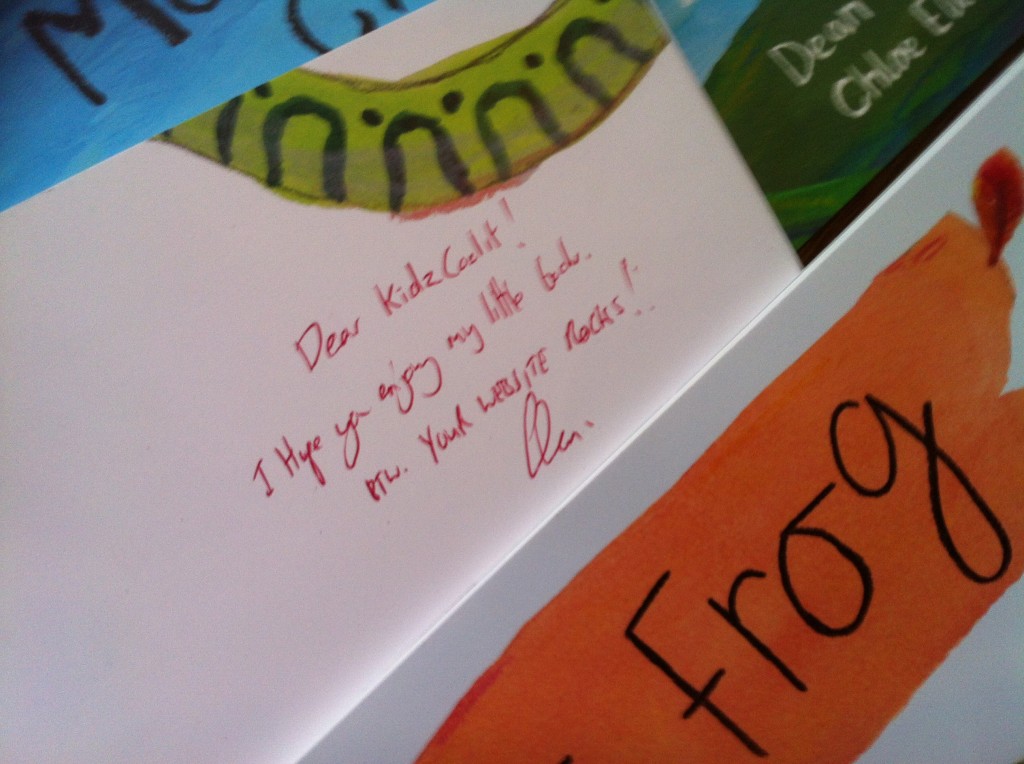 Dean
Chloe
Dear KidzCoolit!
I Hope you enjoy my little book.
BTW. YOUR WEBSITE ROCKS!
Frog